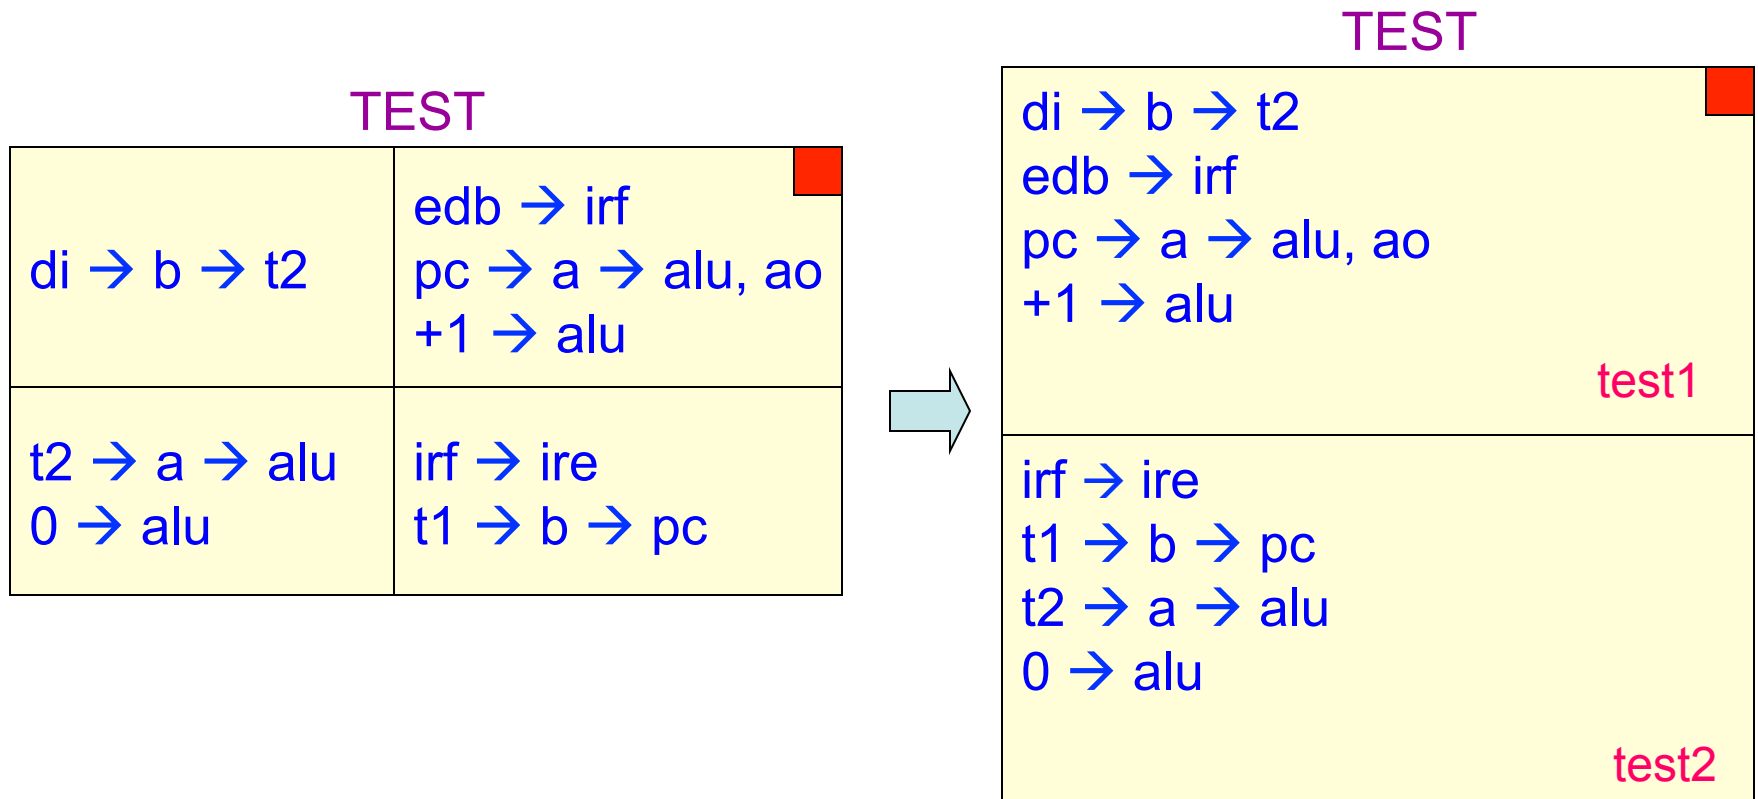 TEST
di → b → t2
edb → irf
pc → a → alu, ao
+1 → alu
t2 → a → alu
0 → alu
irf → ire
t1 → b → pc
TEST
di → b → t2
edb → irf
pc → a → alu, ao
+1 → alu
test1
irf → ire
t1 → b → pc
t2 → a → alu
0 → alu
test2